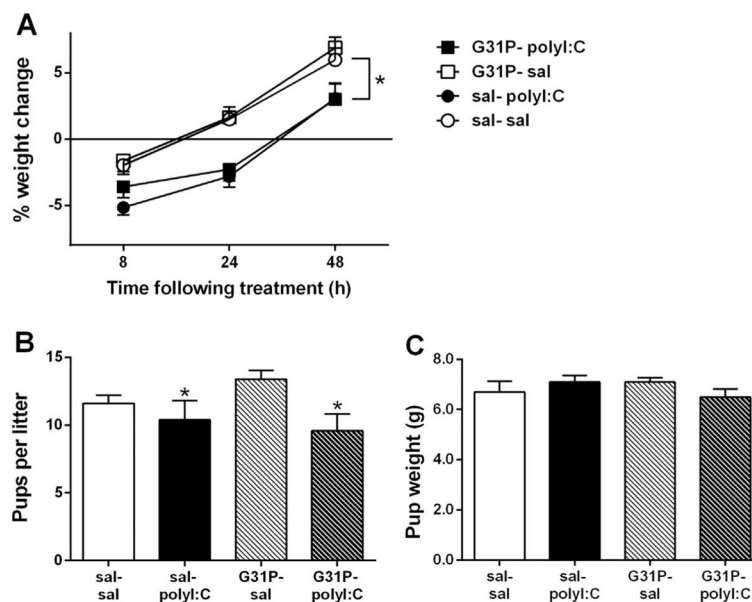 A
% weight change
5
0
-5
8
24
48
Time following treatment (h)
*
G31P- polyI:C
G31P- sal
sal- polyI:C
sal- sal
B
Pups per litter
15
10
5
0
*
*
sal-
sal
sal-
polyI:C
G31P-
sal
G31P-
polyI:C
C
Pup weight (g)
8.0
6.0
4.0
2.0
0.0
sal-
sal
sal-
polyI:C
G31P-
sal
G31P-
polyI:C